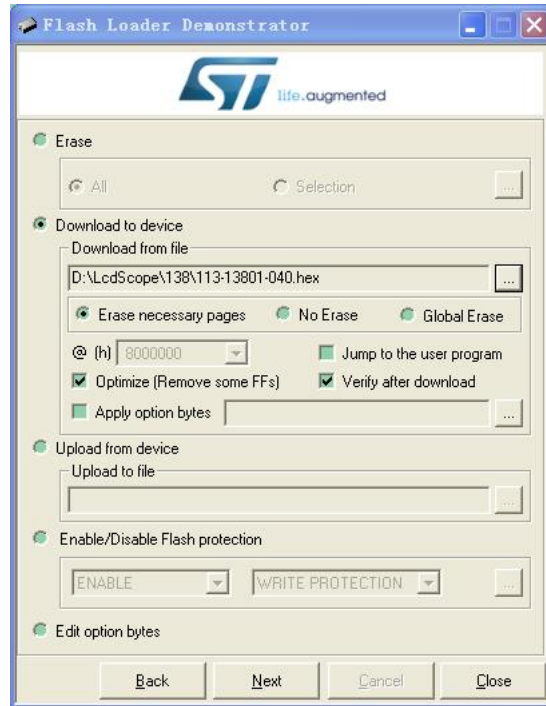 Flash Loader Demonstrator
ST life.augmented
Erase
All Selection ...
Download to device
Download from file
D:\LcdScope\138\113-13801-040.hex ...
Erase necessary pages No Erase Global Erase
@ (h) 8000000 Jump to the user program
Optimize (Remove some FFs) Verify after download
Apply option bytes ...
Upload from device
Upload to file
...
Enable/Disable Flash protection
ENABLE WRITE PROTECTION ...
Edit option bytes
Back Next Cancel Close